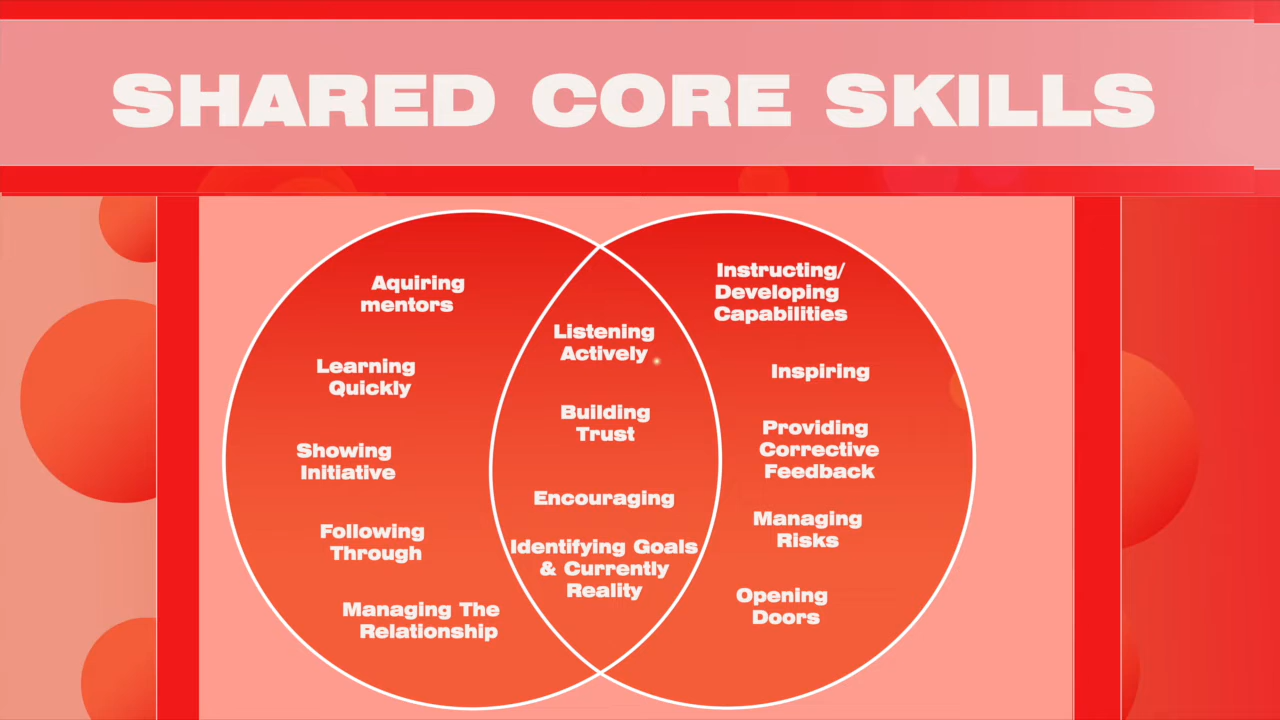 SHARED CORE SKILLS
Aquiring
mentors
Learning
Quickly
Showing
Initiative
Following
Through
Managing The
Relationship
Listening
Actively
Building
Trust
Encouraging
Identifying Goals
& Currently
Reality
Instructing/
Developing
Capabilities
Inspiring
Providing
Corrective
Feedback
Managing
Risks
Opening
Doors